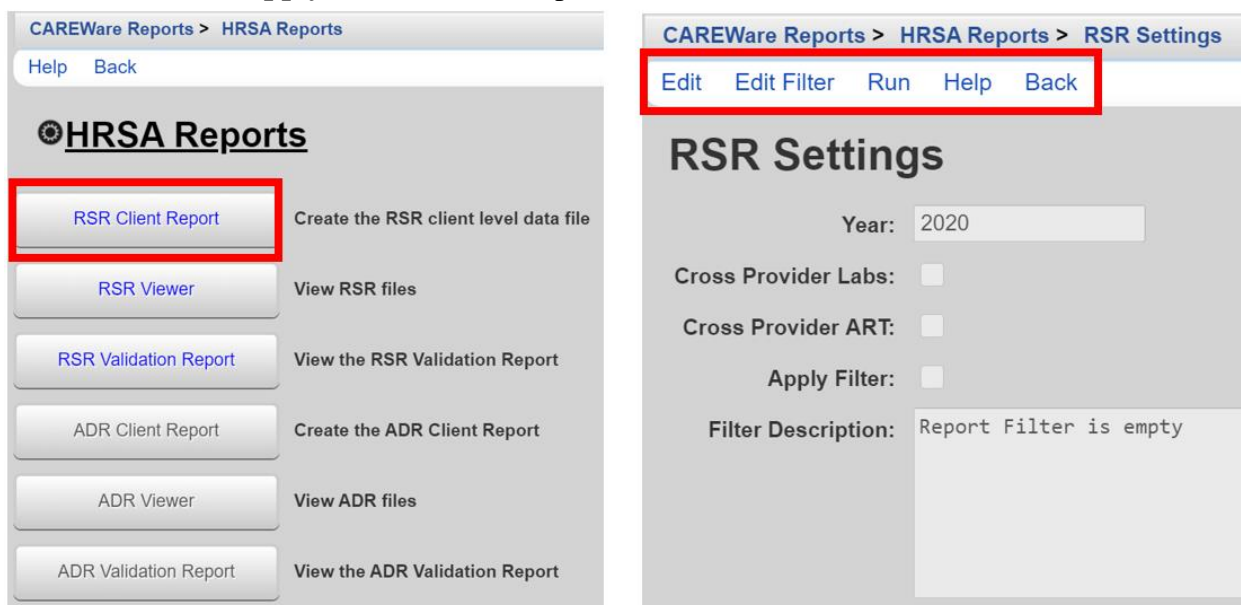 CAREWare Reports > HRSA Reports
Help Back
HRSA Reports
RSR Client Report Create the RSR client level data file
RSR Viewer View RSR files
RSR Validation Report View the RSR Validation Report
ADR Client Report Create the ADR Client Report
ADR Viewer View ADR files
ADR Validation Report View the ADR Validation Report
CAREWare Reports > HRSA Reports > RSR Settings
Edit Edit Filter Run Help Back
RSR Settings
Year: 2020
Cross Provider Labs:
Cross Provider ART:
Apply Filter:
Filter Description: Report Filter is empty